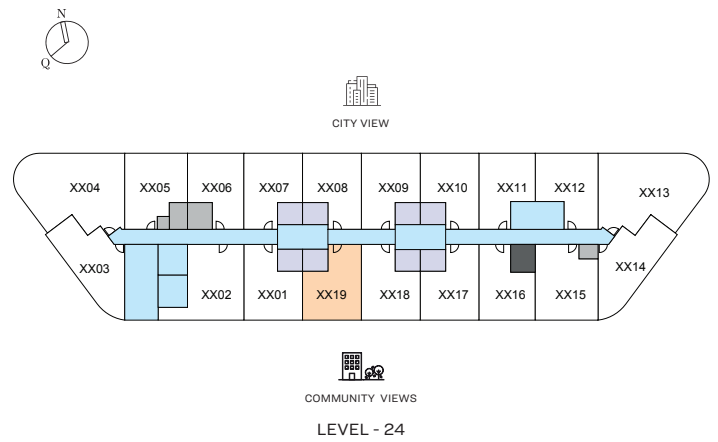 N
Q
CITY VIEW
XX04 XX05 XX06 XX07 XX08 XX09 XX10 XX11 XX12 XX13
XX03 XX14
XX02 XX01 XX19 XX18 XX17 XX16 XX15
COMMUNITY VIEWS
LEVEL - 24